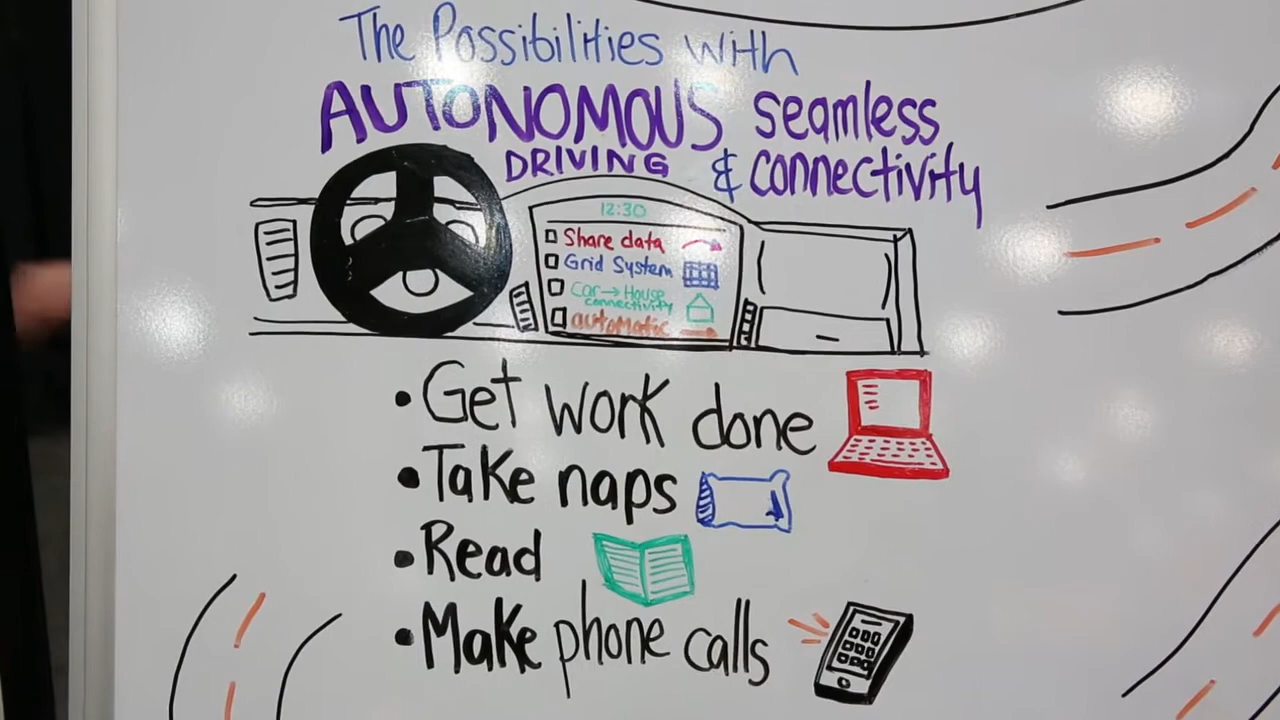 The Possibilities with
AUTONOMOUS seamless
DRIVING & connectivity
12:30
Share data
Grid System
Car → House
connectivity
automatic
• Get work done
• Take naps
• Read
• Make phone calls